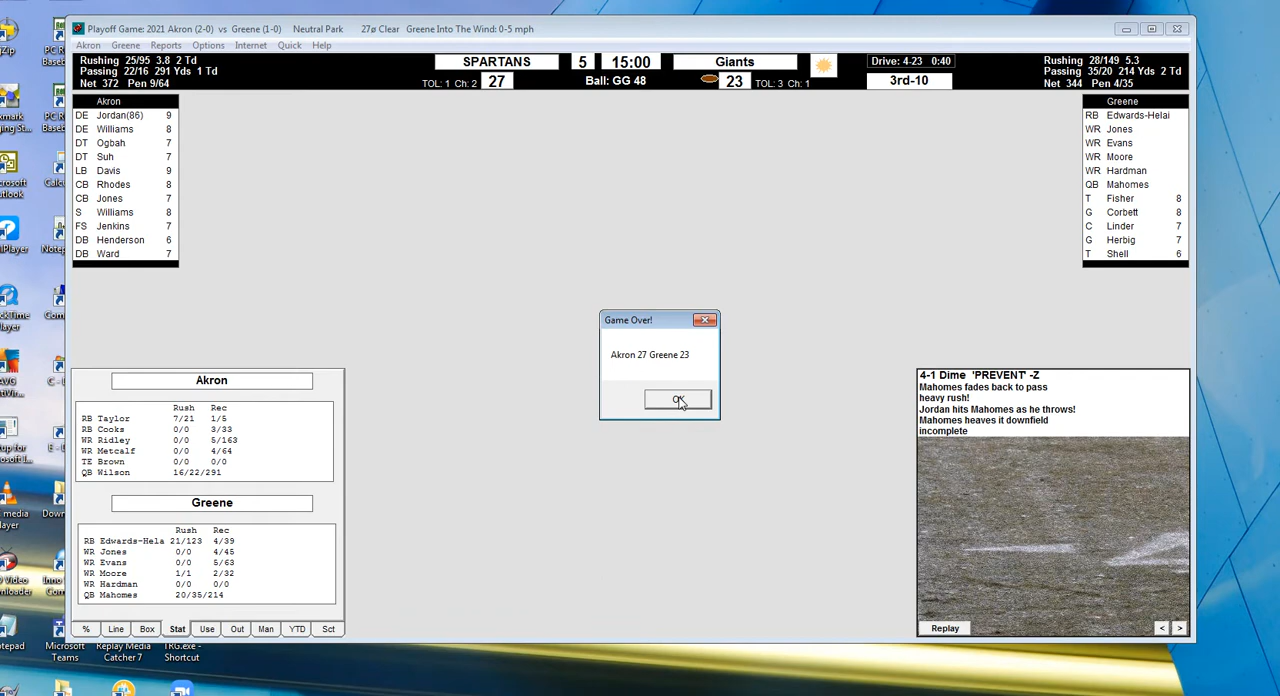 Playoff Game: 2021 Akron (2-0) vs Greene (1-0) Neutral Park 27ø Clear Greene Into The Wind: 0-5 mph
Akron Greene Reports Options Internet Quick Help
Rushing 25/95 3.8 2 Td
Passing 22/16 291 Yds 1 Td
Net 372 Pen 9/64
SPARTANS 5 15:00 Giants
TOL: 1 Ch: 2 27 Ball: GG 48 23 TOL: 3 Ch: 1
Drive: 4-23 0:40
3rd-10
Rushing 28/149 5.3
Passing 35/20 214 Yds 2 Td
Net 344 Pen 4/35
Akron
DE Jordan(86) 9
DE Williams 8
DT Ogbah 7
DT Suh 7
LB Davis 9
CB Rhodes 8
CB Jones 7
S Williams 8
FS Jenkins 7
DB Henderson 6
DB Ward 7
Greene
RB Edwards-Helai
WR Jones
WR Evans
WR Moore
WR Hardman
QB Mahomes
T Fisher 8
G Corbett 8
C Linder 7
G Herbig 7
T Shell 6
Game Over!
Akron 27 Greene 23
OK
Akron
Rush Rec
RB Taylor 7/21 1/5
RB Cooks 0/0 3/33
WR Ridley 0/0 5/163
WR Metcalf 0/0 4/64
TE Brown 0/0 0/0
QB Wilson 16/22/291
Greene
Rush Rec
RB Edwards-Hela 21/123 4/39
WR Jones 0/0 4/45
WR Evans 0/0 5/63
WR Moore 1/1 2/32
WR Hardman 0/0 0/0
QB Mahomes 20/35/214
% Line Box Stat Use Out Man YTD Sct
4-1 Dime 'PREVENT' -Z
Mahomes fades back to pass
heavy rush!
Jordan hits Mahomes as he throws!
Mahomes heaves it downfield
incomplete
Replay < >
Microsoft
Teams
Replay Media
Catcher 7
TRG.exe -
Shortcut